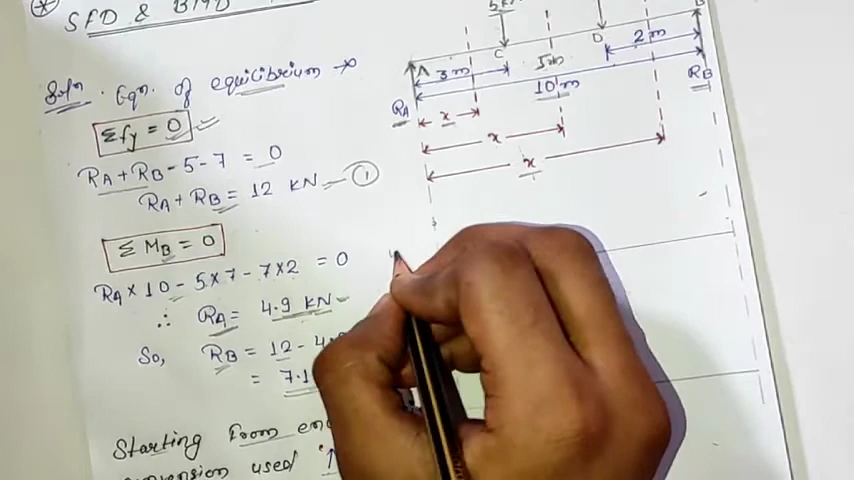 SFD & BMD
Soln. Eqn. of equilibrium →
Σfy = 0
RA + RB - 5 - 7 = 0
RA + RB = 12 KN — ①
Σ MB = 0
RA × 10 - 5×7 - 7×2 = 0
∴ RA = 4.9 KN
So, RB = 12 - 4.
= 7.1
Starting from
used
A
C
D
B
3m
5m
2m
10m
RA
RB
x
x
x